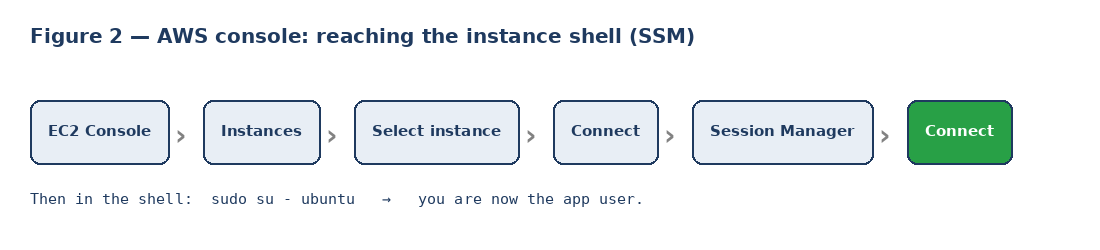 Figure 2 — AWS console: reaching the instance shell (SSM)
EC2 Console › Instances › Select instance › Connect › Session Manager › Connect
Then in the shell:  sudo su - ubuntu   →   you are now the app user.